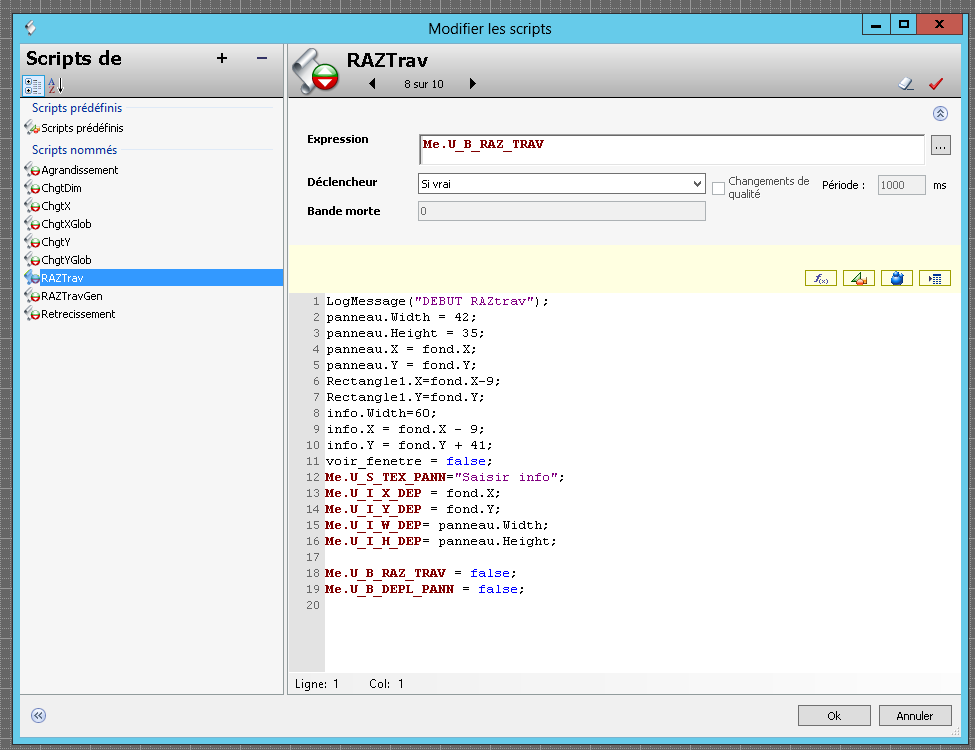 Modifier les scripts
Scripts de
+ −
Scripts prédéfinis
Scripts prédéfinis
Scripts nommés
Agrandissement
ChgtDim
ChgtX
ChgtXGlob
ChgtY
ChgtYGlob
RAZTrav
RAZTravGen
Retrecissement
RAZTrav
8 sur 10
Expression
Me.U_B_RAZ_TRAV
...
Déclencheur
Si vrai
Changements de
qualité
Période :
1000
ms
Bande morte
0
f(x)
1 LogMessage("DEBUT RAZtrav");
2 panneau.Width = 42;
3 panneau.Height = 35;
4 panneau.X = fond.X;
5 panneau.Y = fond.Y;
6 Rectangle1.X=fond.X-9;
7 Rectangle1.Y=fond.Y;
8 info.Width=60;
9 info.X = fond.X - 9;
10 info.Y = fond.Y + 41;
11 voir_fenetre = false;
12 Me.U_S_TEX_PANN="Saisir info";
13 Me.U_I_X_DEP = fond.X;
14 Me.U_I_Y_DEP = fond.Y;
15 Me.U_I_W_DEP= panneau.Width;
16 Me.U_I_H_DEP= panneau.Height;
17
18 Me.U_B_RAZ_TRAV = false;
19 Me.U_B_DEPL_PANN = false;
20
Ligne: 1 Col: 1
Ok
Annuler